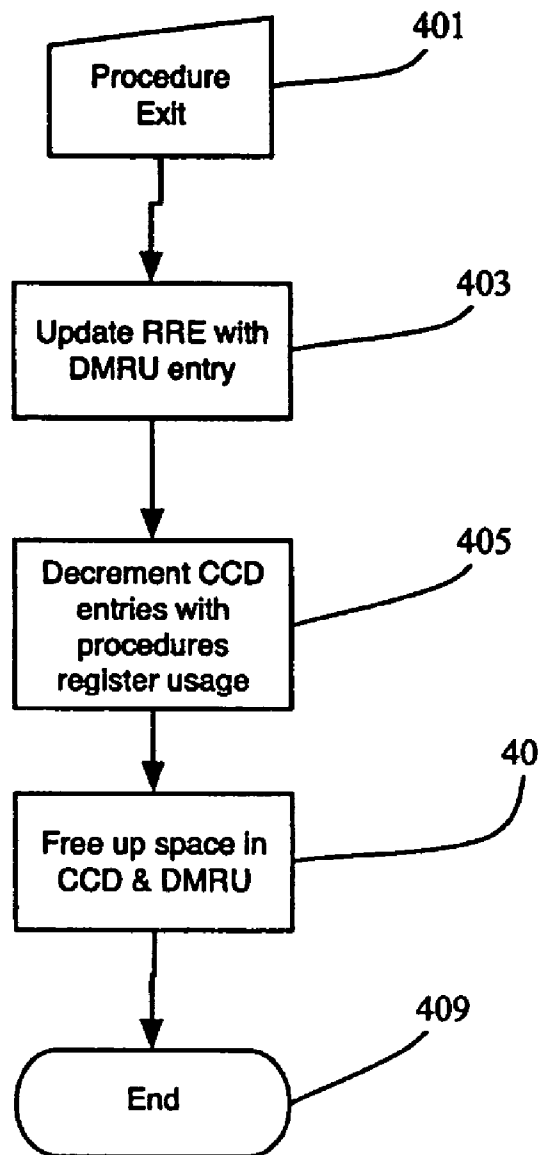 401
Procedure
Exit
403
Update RRE with
DMRU entry
405
Decrement CCD
entries with
procedures
register usage
40
Free up space in
CCD & DMRU
409
End